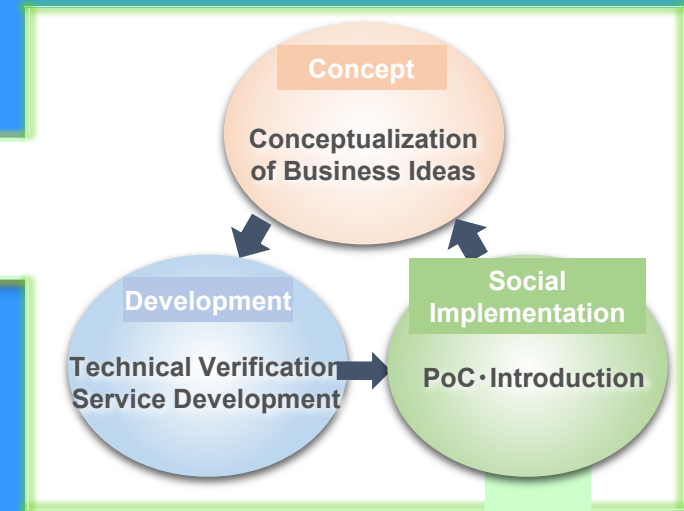 Concept
Conceptualization
of Business Ideas
Development
Technical Verification
Service Development
Social
Implementation
PoC･Introduction